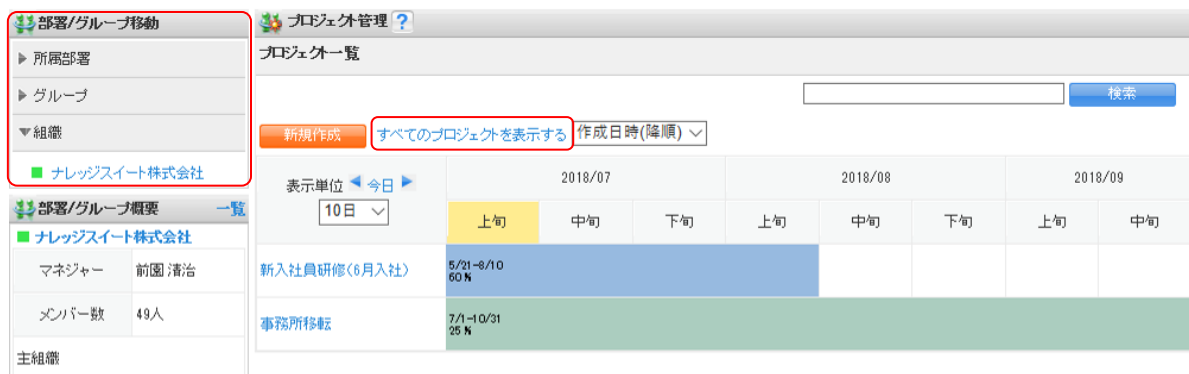 部署/グループ移動
▶ 所属部署
▶ グループ
▼組織
ナレッジスイート株式会社
部署/グループ概要 一覧
ナレッジスイート株式会社
マネジャー 前園 清治
メンバー数 49人
主組織
プロジェクト管理 ?
プロジェクト一覧
検索
新規作成 すべてのプロジェクトを表示する 作成日時(降順)
表示単位 今日
10日
2018/07 2018/08 2018/09
上旬 中旬 下旬 上旬 中旬 下旬 上旬 中旬
新入社員研修(6月入社)
5/21-8/10
60 %
事務所移転
7/1-10/31
25 %